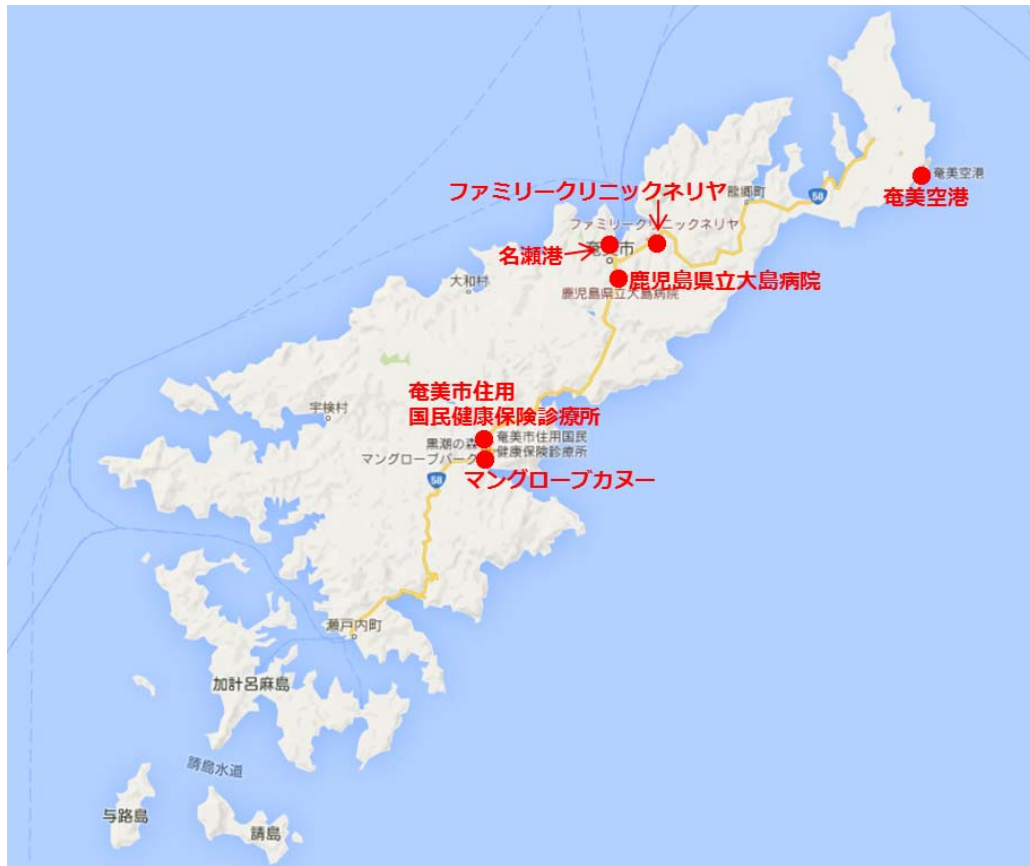 奄美空港
奄美空港
龍郷町
58
ファミリークリニックネリヤ
ファミリークリニックネリヤ
名瀬港
奄美市
鹿児島県立大島病院
鹿児島県立大島病院
大和村
奄美市住用
国民健康保険診療所
宇検村
黒潮の森
マングローブパーク
奄美市住用国民
健康保険診療所
マングローブカヌー
58
瀬戸内町
加計呂麻島
請島水道
与路島
請島